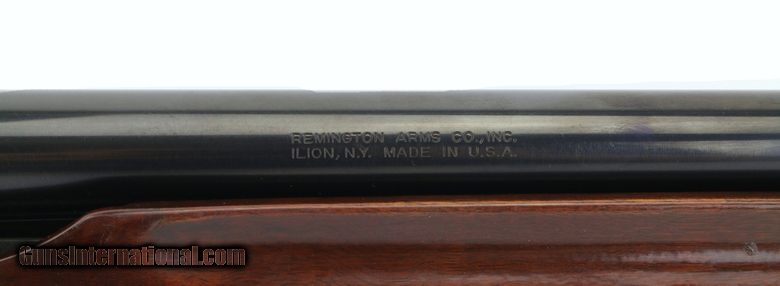 REMINGTON ARMS CO., INC.
ILION, N.Y. MADE IN U.S.A.
GunsInternational.com